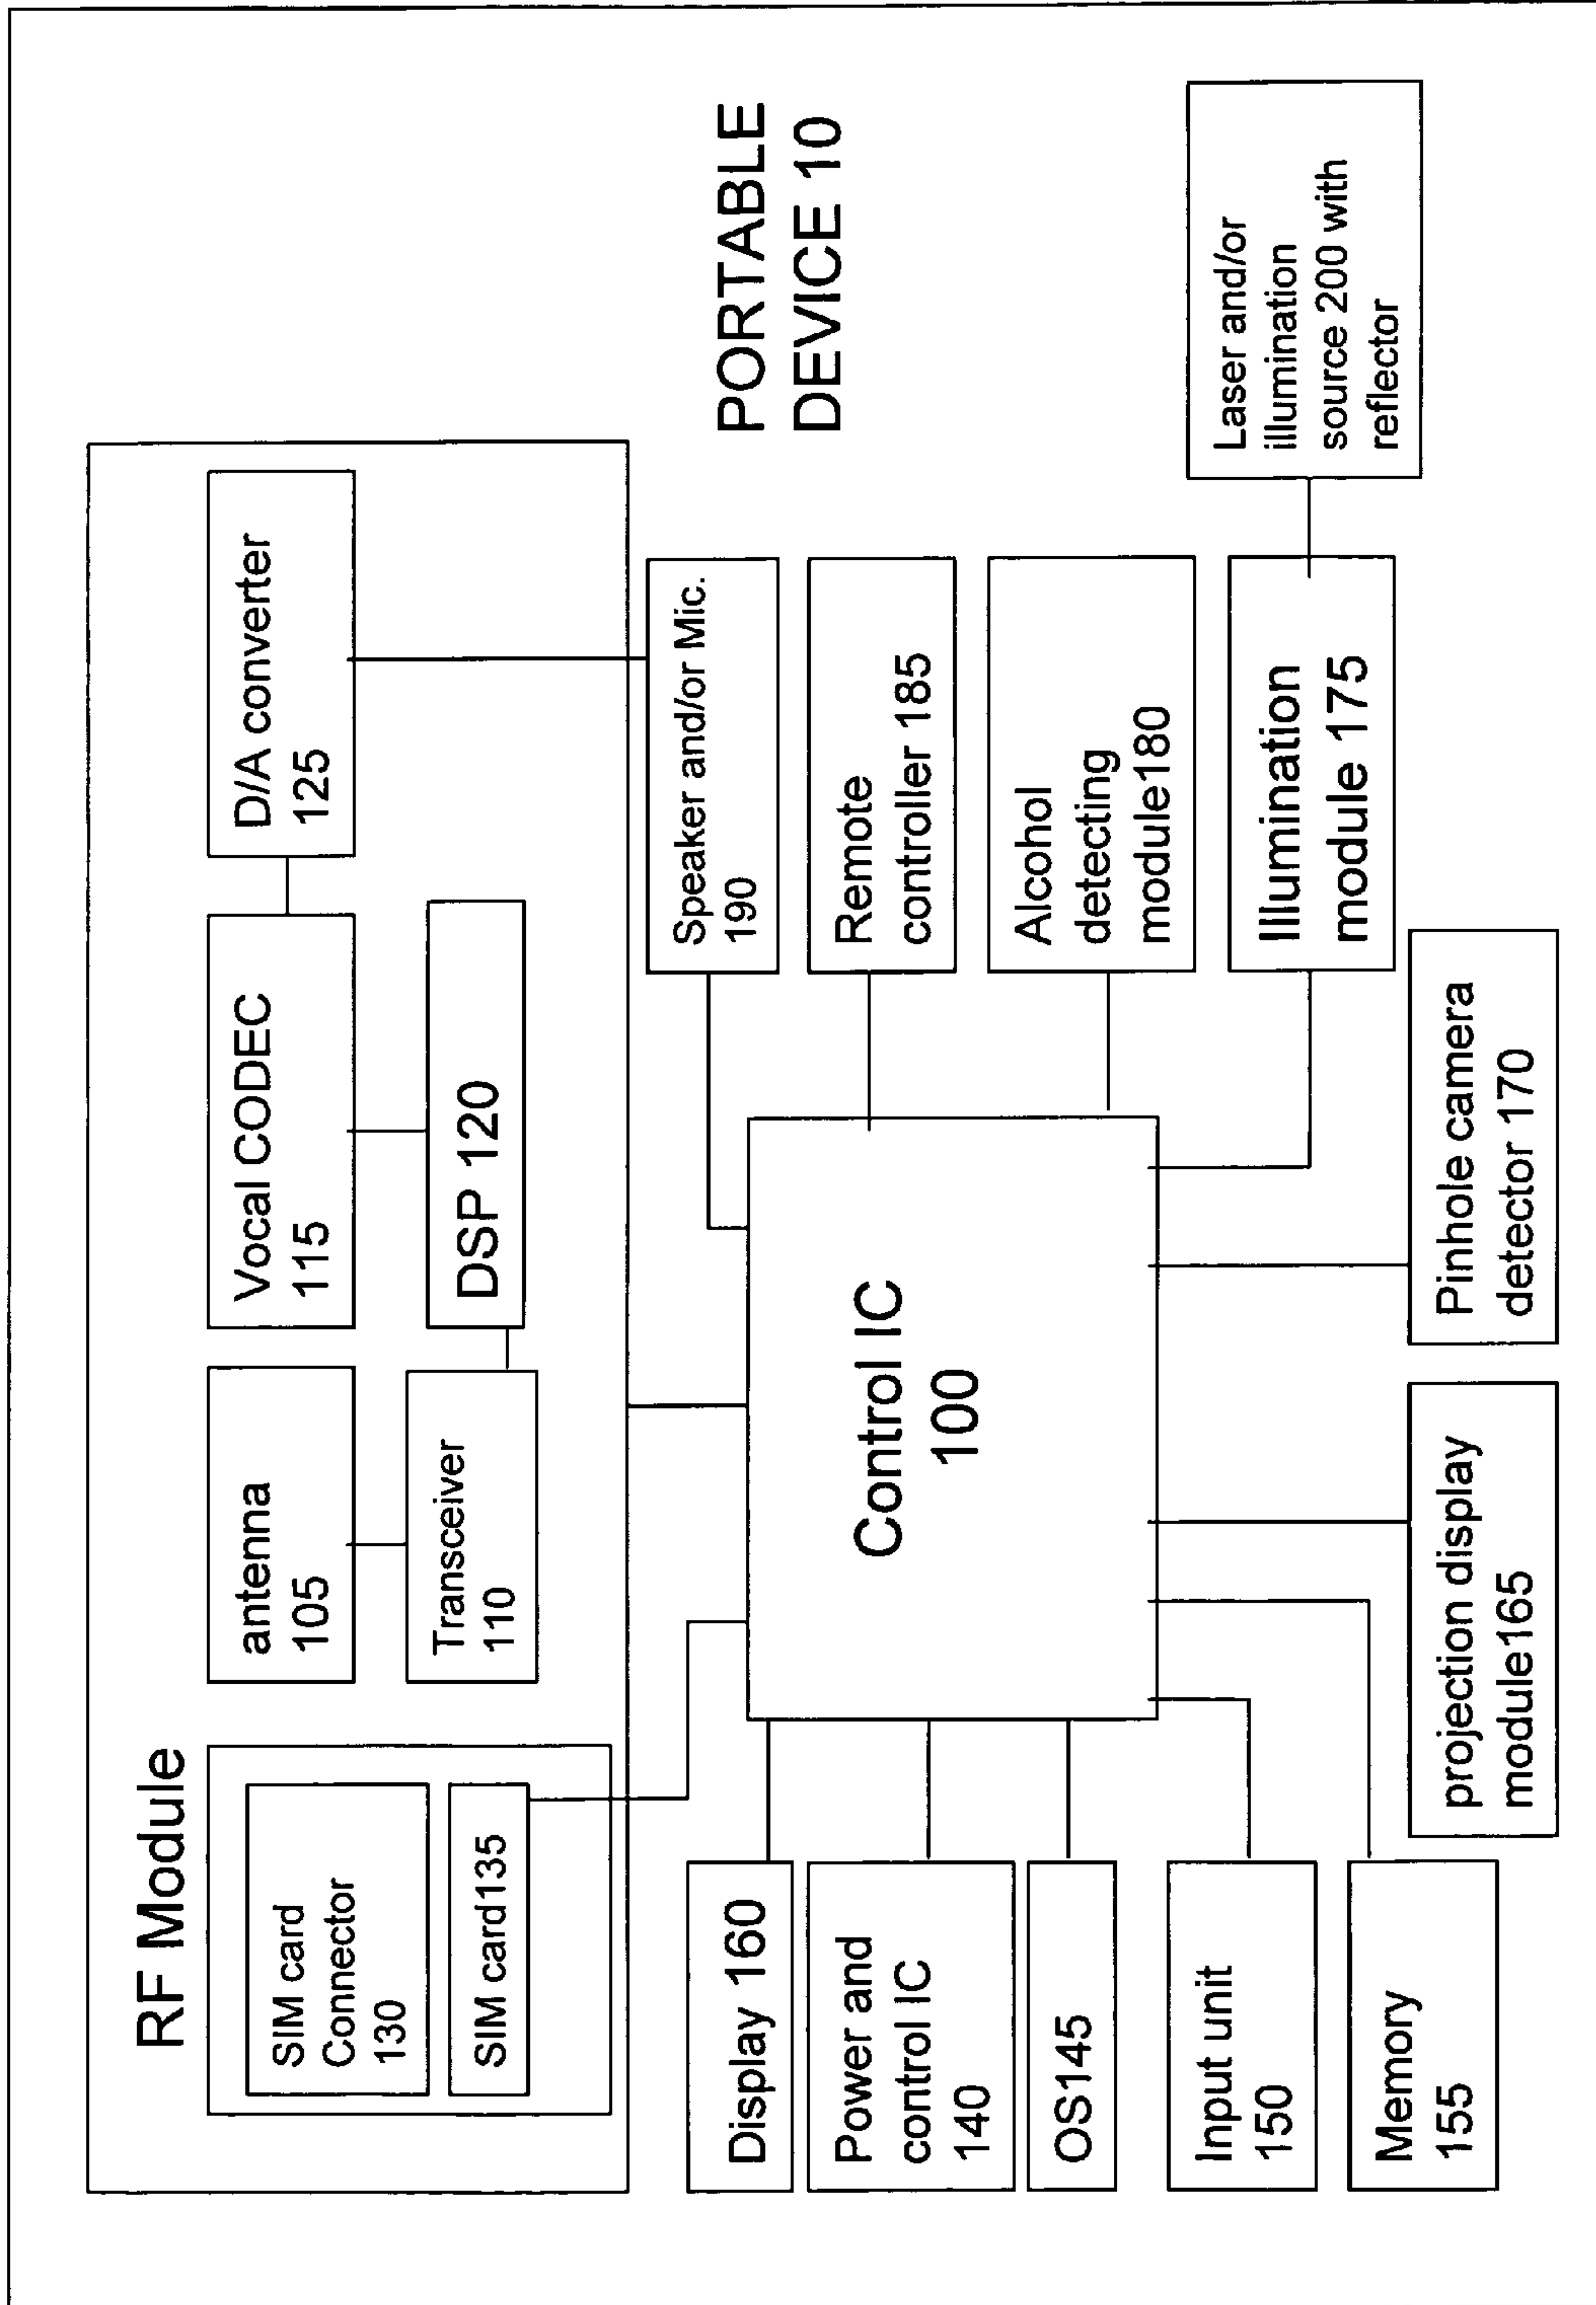 RF Module
SIM card
Connector
130
SIM card135
antenna
105
Transceiver
110
Vocal CODEC
115
DSP 120
D/A converter
125
Display 160
Power and
control IC
140
OS145
Input unit
150
Memory
155
Control IC
100
projection display
module165
Pinhole camera
detector 170
Speaker and/or Mic.
190
Remote
controller 185
Alcohol
detecting
module180
Illumination
module 175
PORTABLE
DEVICE 10
Laser and/or
illumination
source 200 with
reflector